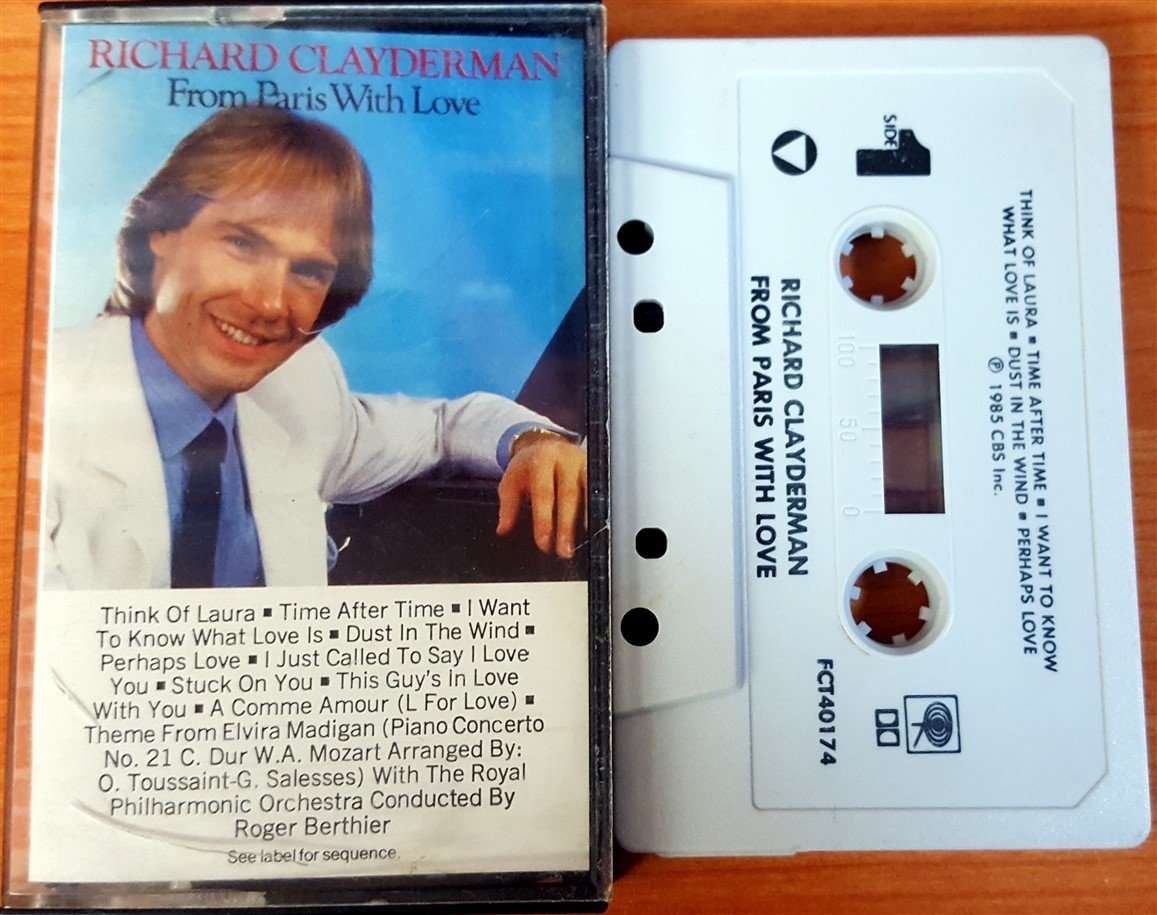 RICHARD CLAYDERMAN
From Paris With Love
Think Of Laura ▪ Time After Time ▪ I Want
To Know What Love Is ▪ Dust In The Wind ▪
Perhaps Love ▪ I Just Called To Say I Love
You ▪ Stuck On You ▪ This Guy's In Love
With You ▪ A Comme Amour (L For Love) ▪
Theme From Elvira Madigan (Piano Concerto
No. 21 C. Dur W.A. Mozart Arranged By:
O. Toussaint-G. Salesses) With The Royal
Philharmonic Orchestra Conducted By
Roger Berthier
See label for sequence.
SIDE 1
THINK OF LAURA ▪ TIME AFTER TIME ▪ I WANT TO KNOW
WHAT LOVE IS ▪ DUST IN THE WIND ▪ PERHAPS LOVE
℗ 1985 CBS Inc.
100 50 0
RICHARD CLAYDERMAN
FROM PARIS WITH LOVE
FCT40174